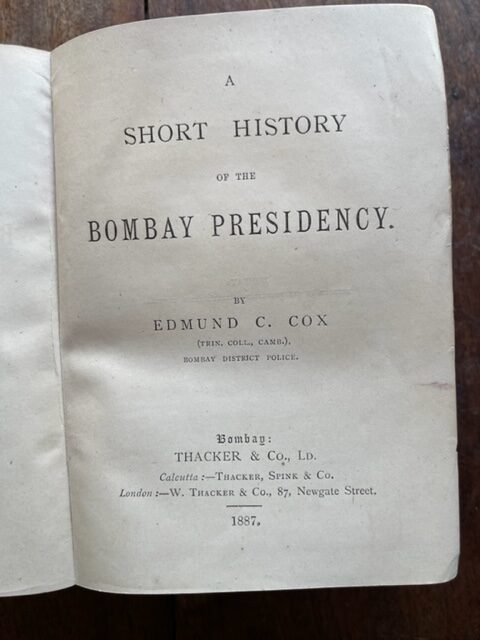 A
SHORT HISTORY
OF THE
BOMBAY PRESIDENCY.
BY
EDMUND C. COX
(TRIN. COLL., CAMB.),
BOMBAY DISTRICT POLICE.
Bombay:
THACKER & Co., LD.
Calcutta:—THACKER, SPINK & Co.
London:—W. THACKER & Co., 87, Newgate Street.
1887.